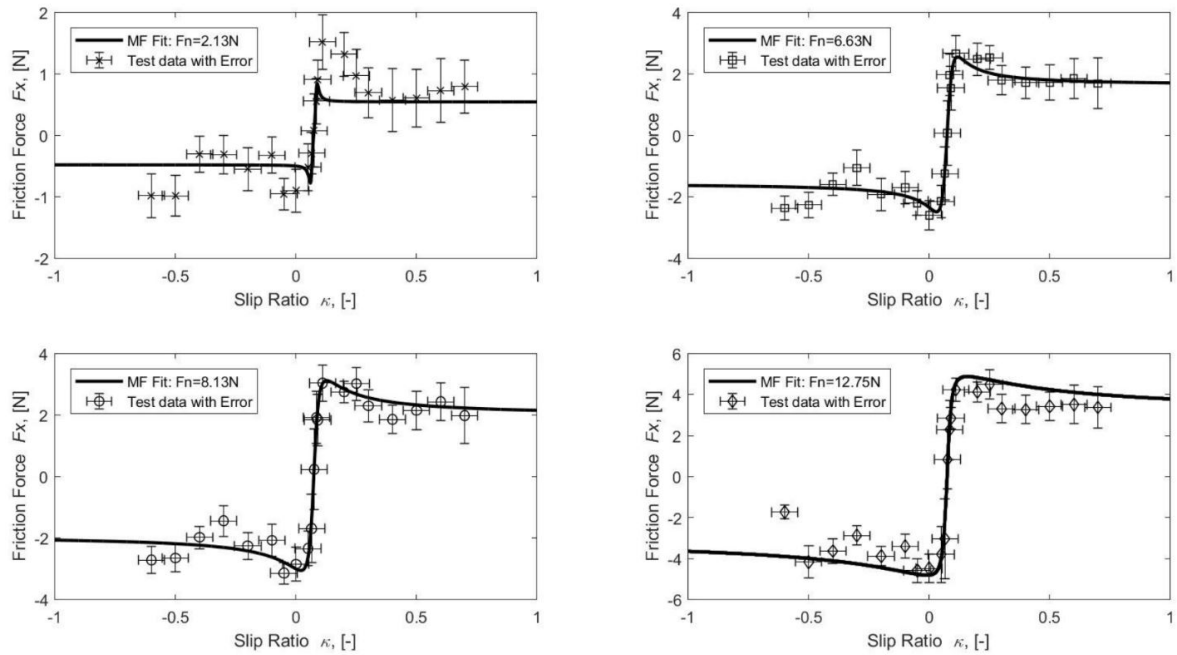 2
1
0
-1
-2
-1
-0.5
0
0.5
1
Friction Force Fx, [N]
Slip Ratio κ, [-]
MF Fit: Fn=2.13N
Test data with Error
4
2
0
-2
-4
-1
-0.5
0
0.5
1
Friction Force Fx, [N]
Slip Ratio κ, [-]
MF Fit: Fn=6.63N
Test data with Error
4
2
0
-2
-4
-1
-0.5
0
0.5
1
Friction Force Fx, [N]
Slip Ratio κ, [-]
MF Fit: Fn=8.13N
Test data with Error
6
4
2
0
-2
-4
-6
-1
-0.5
0
0.5
1
Friction Force Fx, [N]
Slip Ratio κ, [-]
MF Fit: Fn=12.75N
Test data with Error